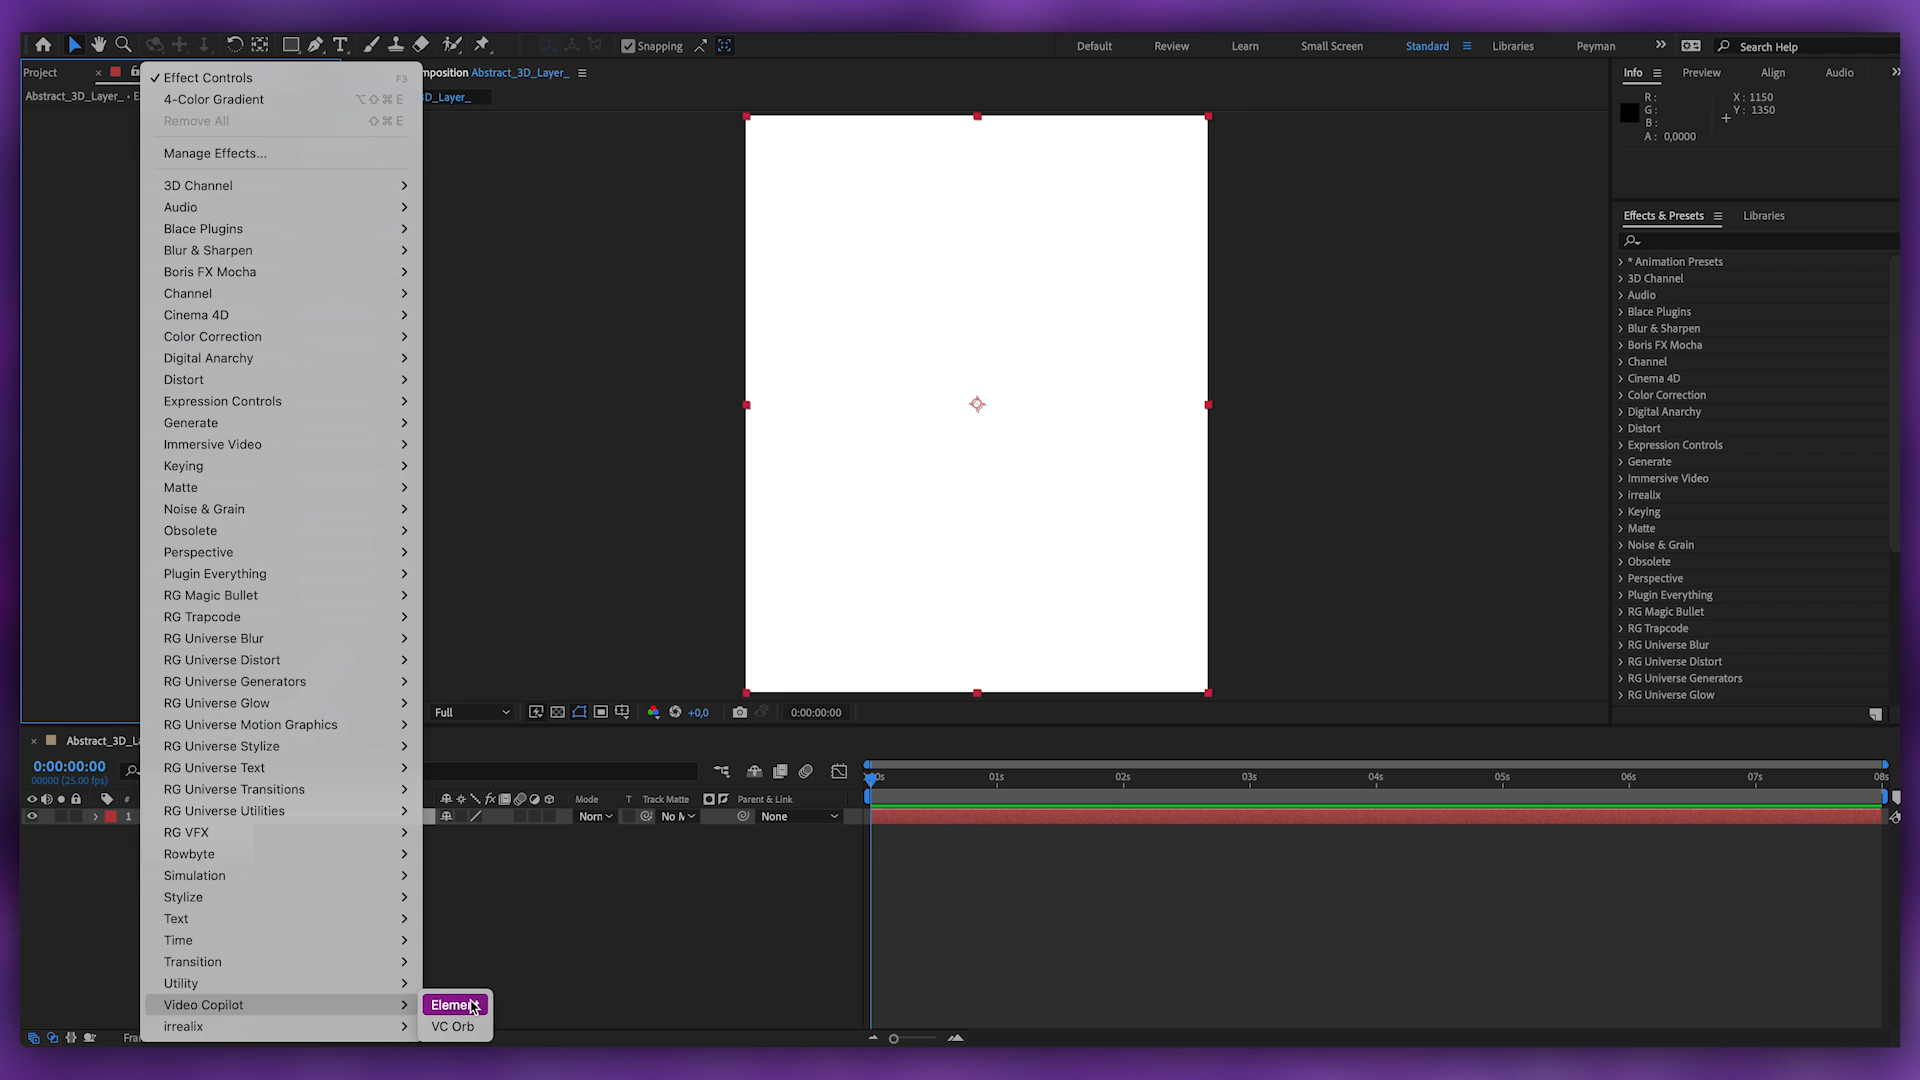 Snapping
Default
Review
Learn
Small Screen
Standard
Libraries
Peyman
Search Help
Project
Effect Controls F3
4-Color Gradient ⌥⇧⌘E
Remove All ⇧⌘E
Manage Effects...
3D Channel
Audio
Blace Plugins
Blur & Sharpen
Boris FX Mocha
Channel
Cinema 4D
Color Correction
Digital Anarchy
Distort
Expression Controls
Generate
Immersive Video
Keying
Matte
Noise & Grain
Obsolete
Perspective
Plugin Everything
RG Magic Bullet
RG Trapcode
RG Universe Blur
RG Universe Distort
RG Universe Generators
RG Universe Glow
RG Universe Motion Graphics
RG Universe Stylize
RG Universe Text
RG Universe Transitions
RG Universe Utilities
RG VFX
Rowbyte
Simulation
Stylize
Text
Time
Transition
Utility
Video Copilot
irrealix
Element
VC Orb
Abstract_3D_Layer_ • E
mposition Abstract_3D_Layer_
D_Layer_
Info
Preview
Align
Audio
R:
G:
B:
A: 0,0000
X: 1150
Y: 1350
Effects & Presets
Libraries
* Animation Presets
3D Channel
Audio
Blace Plugins
Blur & Sharpen
Boris FX Mocha
Channel
Cinema 4D
Color Correction
Digital Anarchy
Distort
Expression Controls
Generate
Immersive Video
irrealix
Keying
Matte
Noise & Grain
Obsolete
Perspective
Plugin Everything
RG Magic Bullet
RG Trapcode
RG Universe Blur
RG Universe Distort
RG Universe Generators
RG Universe Glow
Full
+0,0
0:00:00:00
Abstract_3D_La
0:00:00:00
00000 (25.00 fps)
#
fx
Mode
T
Track Matte
Parent & Link
1
Norn
No M
None
00s
01s
02s
03s
04s
05s
06s
07s
08s
Fra